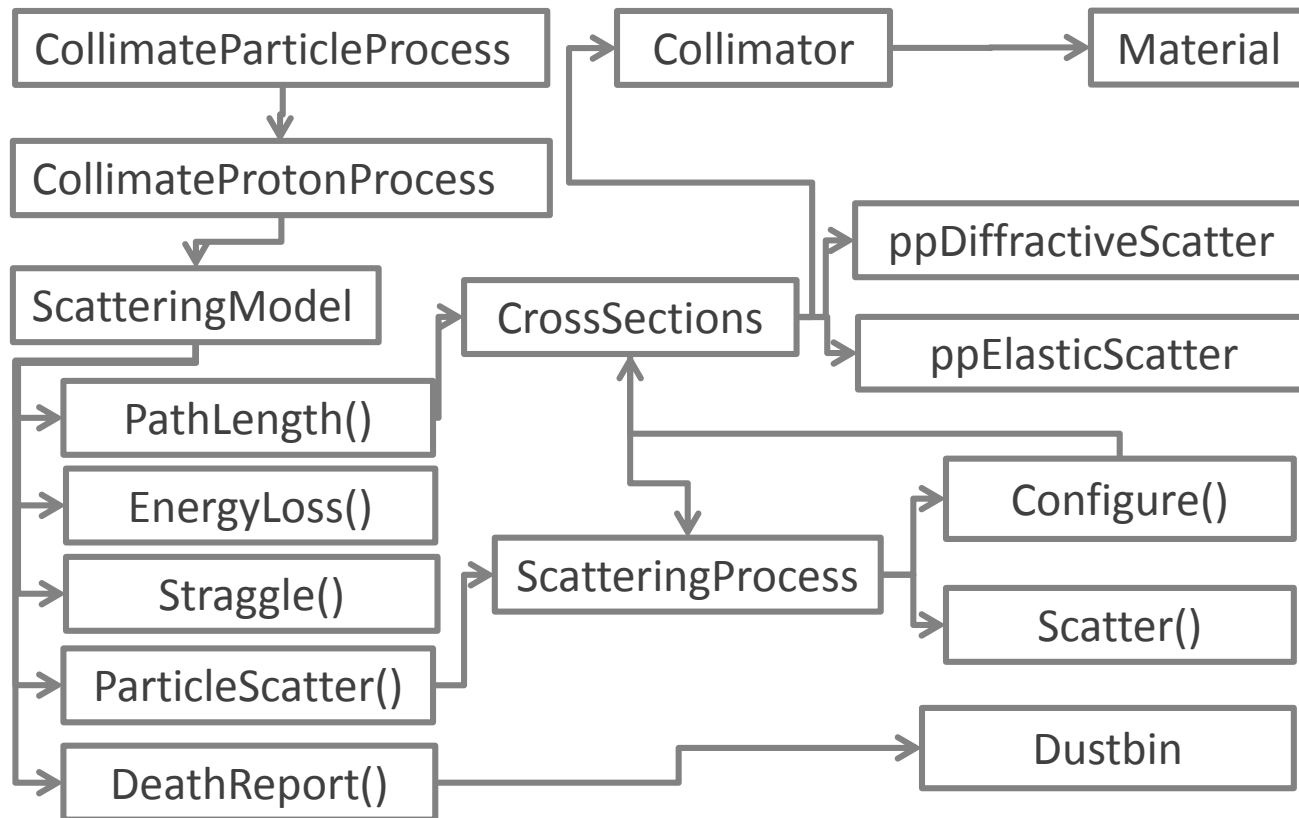 CollimateParticleProcess
Collimator
Material
CollimateProtonProcess
ppDiffractiveScatter
ScatteringModel
CrossSections
ppElasticScatter
PathLength()
EnergyLoss()
Configure()
Straggle()
ScatteringProcess
Scatter()
ParticleScatter()
Dustbin
DeathReport()